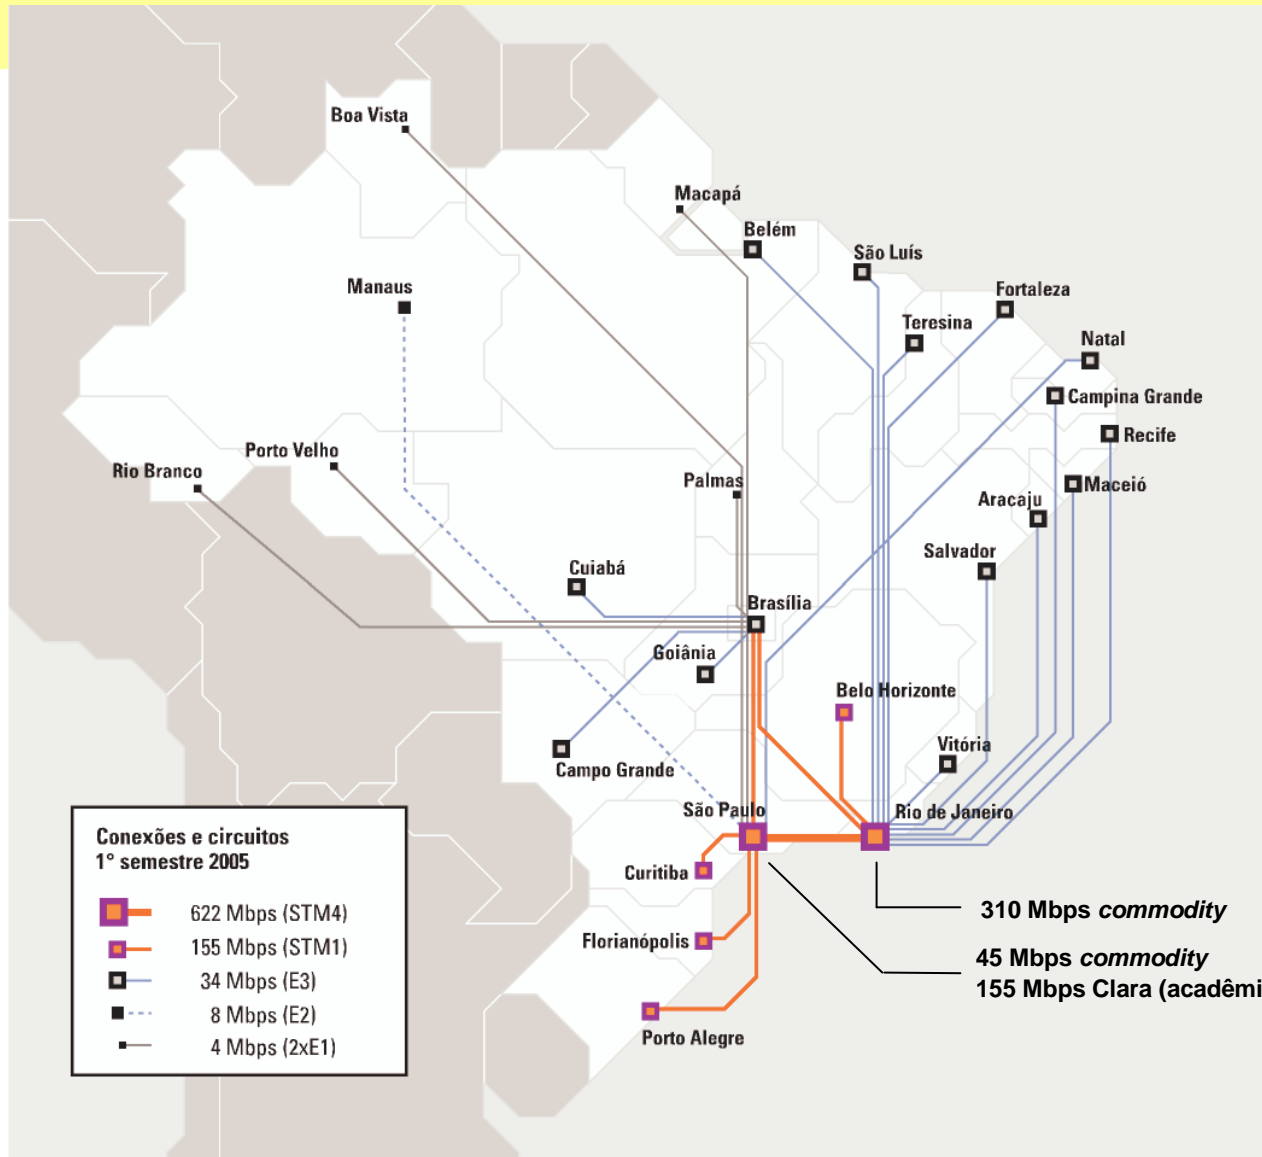 Boa Vista
Macapá
Belém
São Luís
Manaus
Fortaleza
Teresina
Natal
Campina Grande
Recife
Porto Velho
Rio Branco
Palmas
Maceió
Aracaju
Salvador
Cuiabá
Brasília
Goiânia
Belo Horizonte
Vitória
Campo Grande
São Paulo
Rio de Janeiro
Curitiba
Florianópolis
Porto Alegre
Conexões e circuitos
1° semestre 2005
622 Mbps (STM4)
155 Mbps (STM1)
34 Mbps (E3)
8 Mbps (E2)
4 Mbps (2xE1)
310 Mbps commodity
45 Mbps commodity
155 Mbps Clara (acadêmi